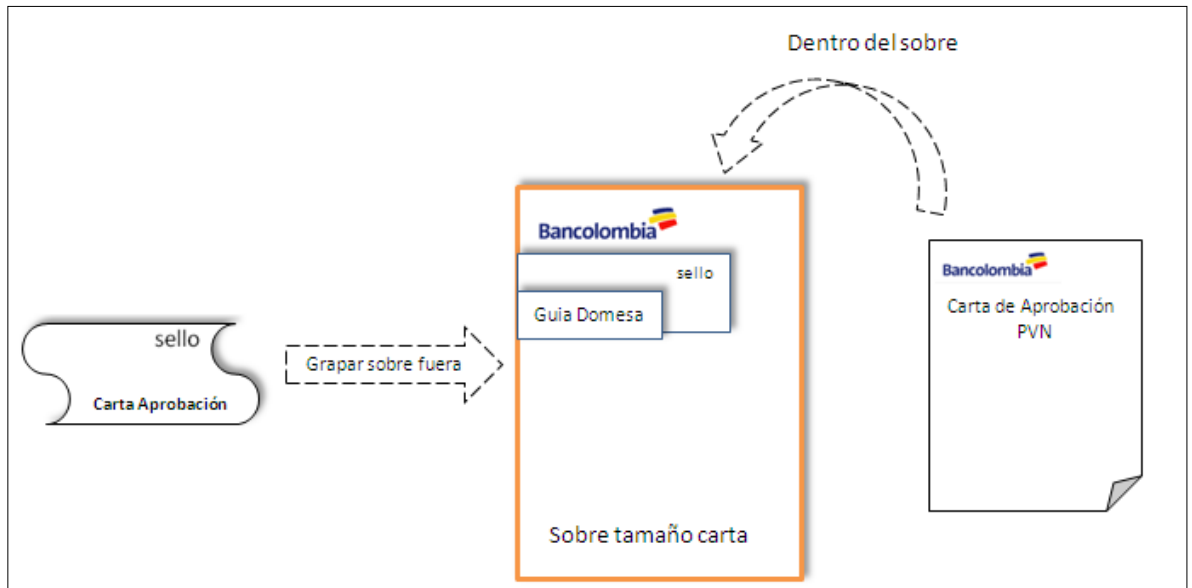 Dentro del sobre
Bancolombia
sello
Guia Domesa
Sobre tamaño carta
sello
Carta Aprobación
Grapar sobre fuera
Bancolombia
Carta de Aprobación
PVN